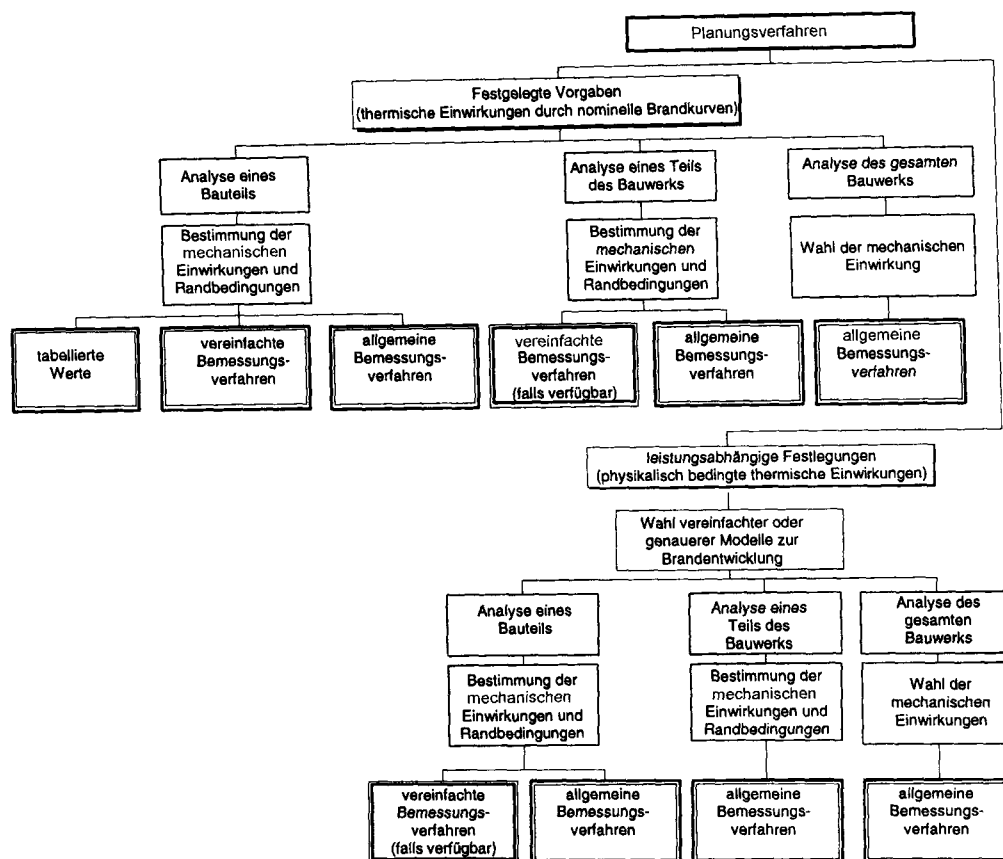 Planungsverfahren
Festgelegte Vorgaben
(thermische Einwirkungen durch nominelle Brandkurven)
Analyse eines
Bauteils
Analyse eines Teils
des Bauwerks
Analyse des gesamten
Bauwerks
Bestimmung der
mechanischen
Einwirkungen und
Randbedingungen
Bestimmung der
mechanischen
Einwirkungen und
Randbedingungen
Wahl der mechanischen
Einwirkung
tabellierte
Werte
vereinfachte
Bemessungs-
verfahren
allgemeine
Bemessungs-
verfahren
vereinfachte
Bemessungs-
verfahren
(falls verfügbar)
allgemeine
Bemessungs-
verfahren
allgemeine
Bemessungs-
verfahren
leistungsabhängige Festlegungen
(physikalisch bedingte thermische Einwirkungen)
Wahl vereinfachter oder
genauerer Modelle zur
Brandentwicklung
Analyse eines
Bauteils
Analyse eines
Teils des
Bauwerks
Analyse des
gesamten
Bauwerks
Bestimmung der
mechanischen
Einwirkungen und
Randbedingungen
Bestimmung der
mechanischen
Einwirkungen und
Randbedingungen
Wahl der
mechanischen
Einwirkungen
vereinfachte
Bemessungs-
verfahren
(falls verfügbar)
allgemeine
Bemessungs-
verfahren
allgemeine
Bemessungs-
verfahren
allgemeine
Bemessungs-
verfahren